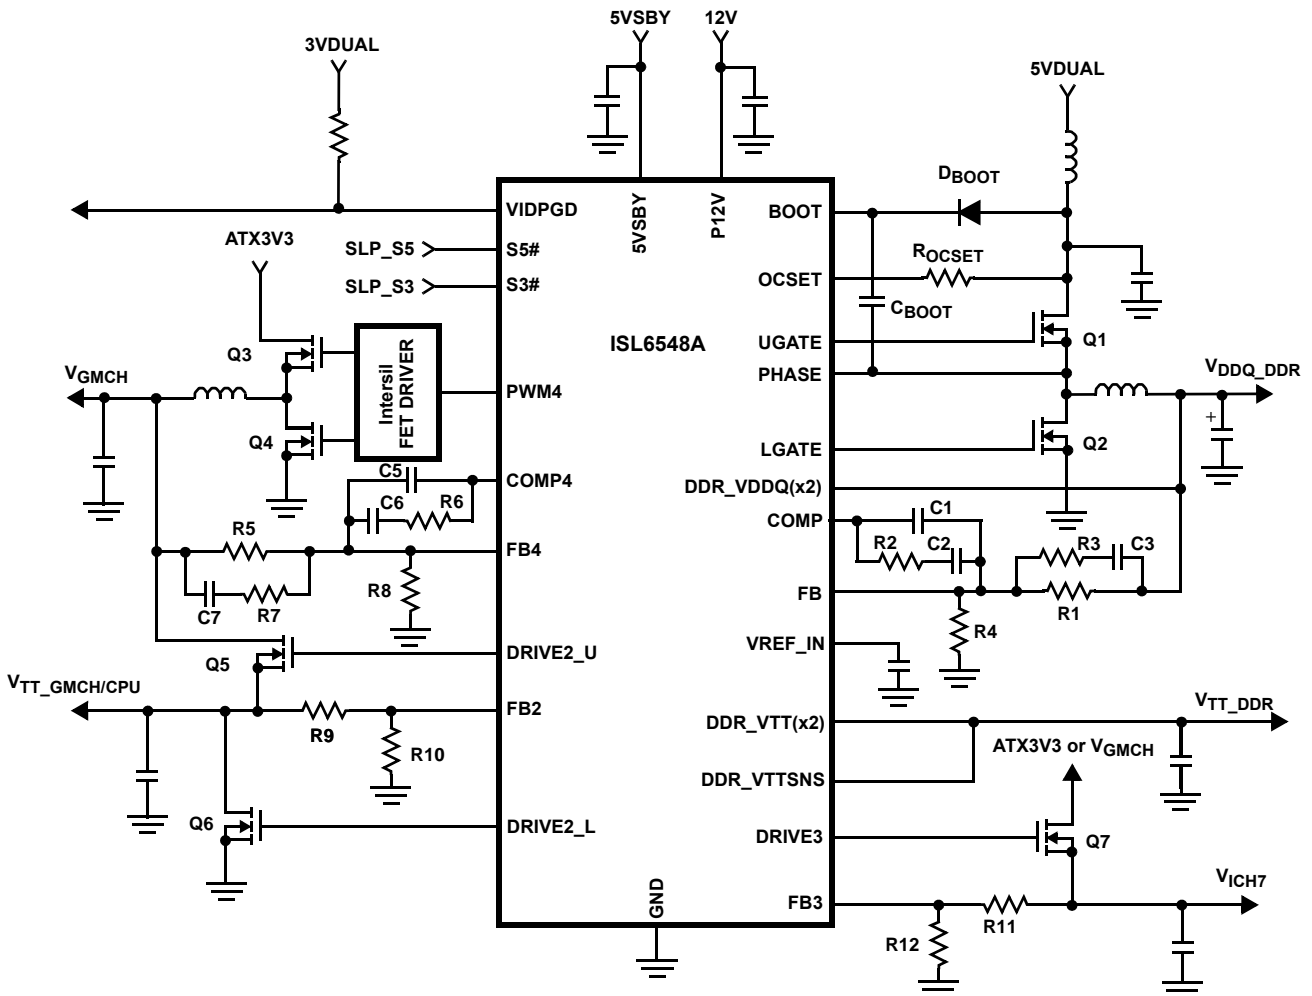 5VSBY
12V
3VDUAL
5VDUAL
DBOOT
VIDPGD
5VSBY
P12V
BOOT
ATX3V3
SLP_S5
S5#
ROCSET
OCSET
SLP_S3
S3#
CBOOT
Q3
Intersil
FET DRIVER
ISL6548A
UGATE
Q1
VGMCH
PHASE
VDDQ_DDR
PWM4
+
Q4
LGATE
Q2
C5
COMP4
DDR_VDDQ(x2)
C6
R6
COMP
C1
R5
R2
C2
R3
C3
FB4
R8
C7
R7
FB
R1
R4
VREF_IN
Q5
DRIVE2_U
VTT_GMCH/CPU
FB2
R9
R10
DDR_VTT(x2)
VTT_DDR
ATX3V3 or VGMCH
DDR_VTTSNS
Q6
DRIVE2_L
DRIVE3
Q7
GND
VICH7
FB3
R11
R12